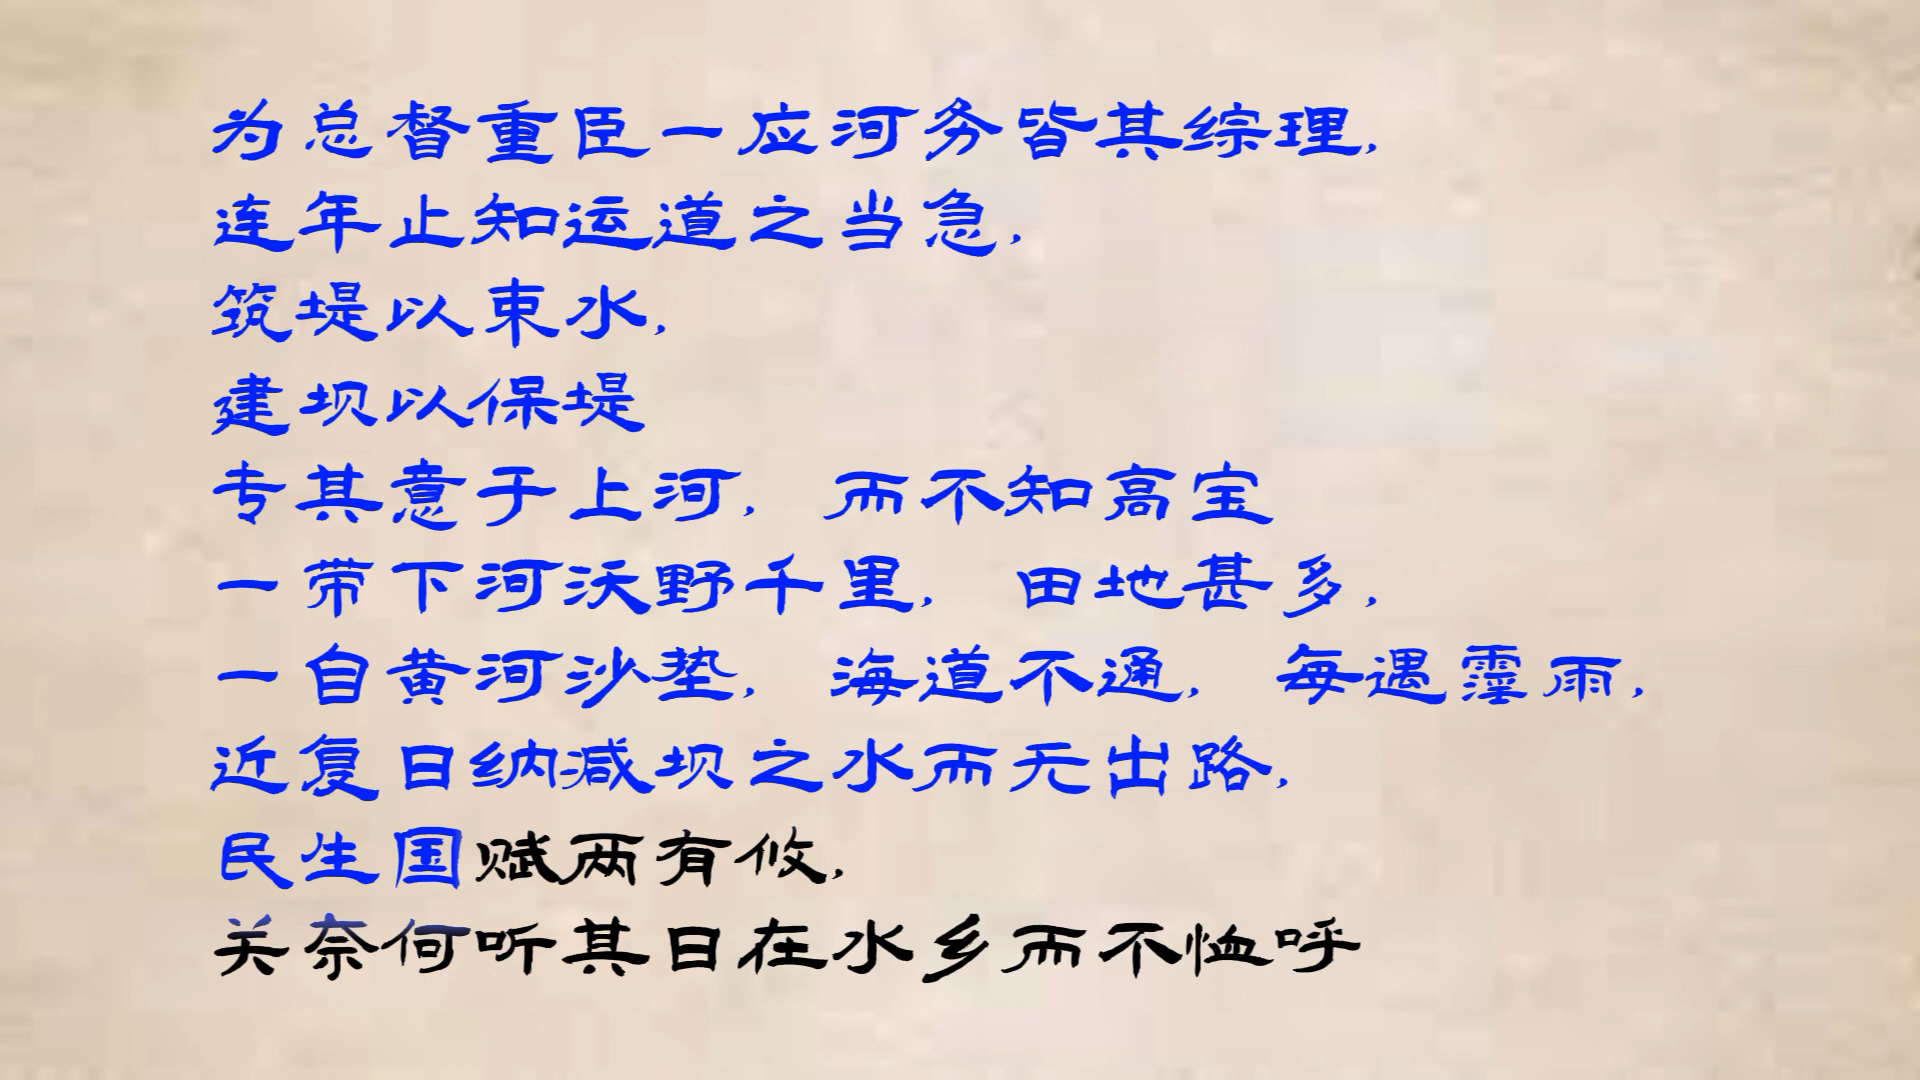 为总督重臣一应河务皆其综理，
连年止知运道之当急，
筑堤以束水，
建坝以保堤
专其意于上河，而不知高宝
一带下河沃野千里，田地甚多，
一自黄河沙垫，海道不通，每遇霪雨，
近复日纳减坝之水而无出路，
民生国赋两有攸，
关奈何听其日在水乡而不恤呼